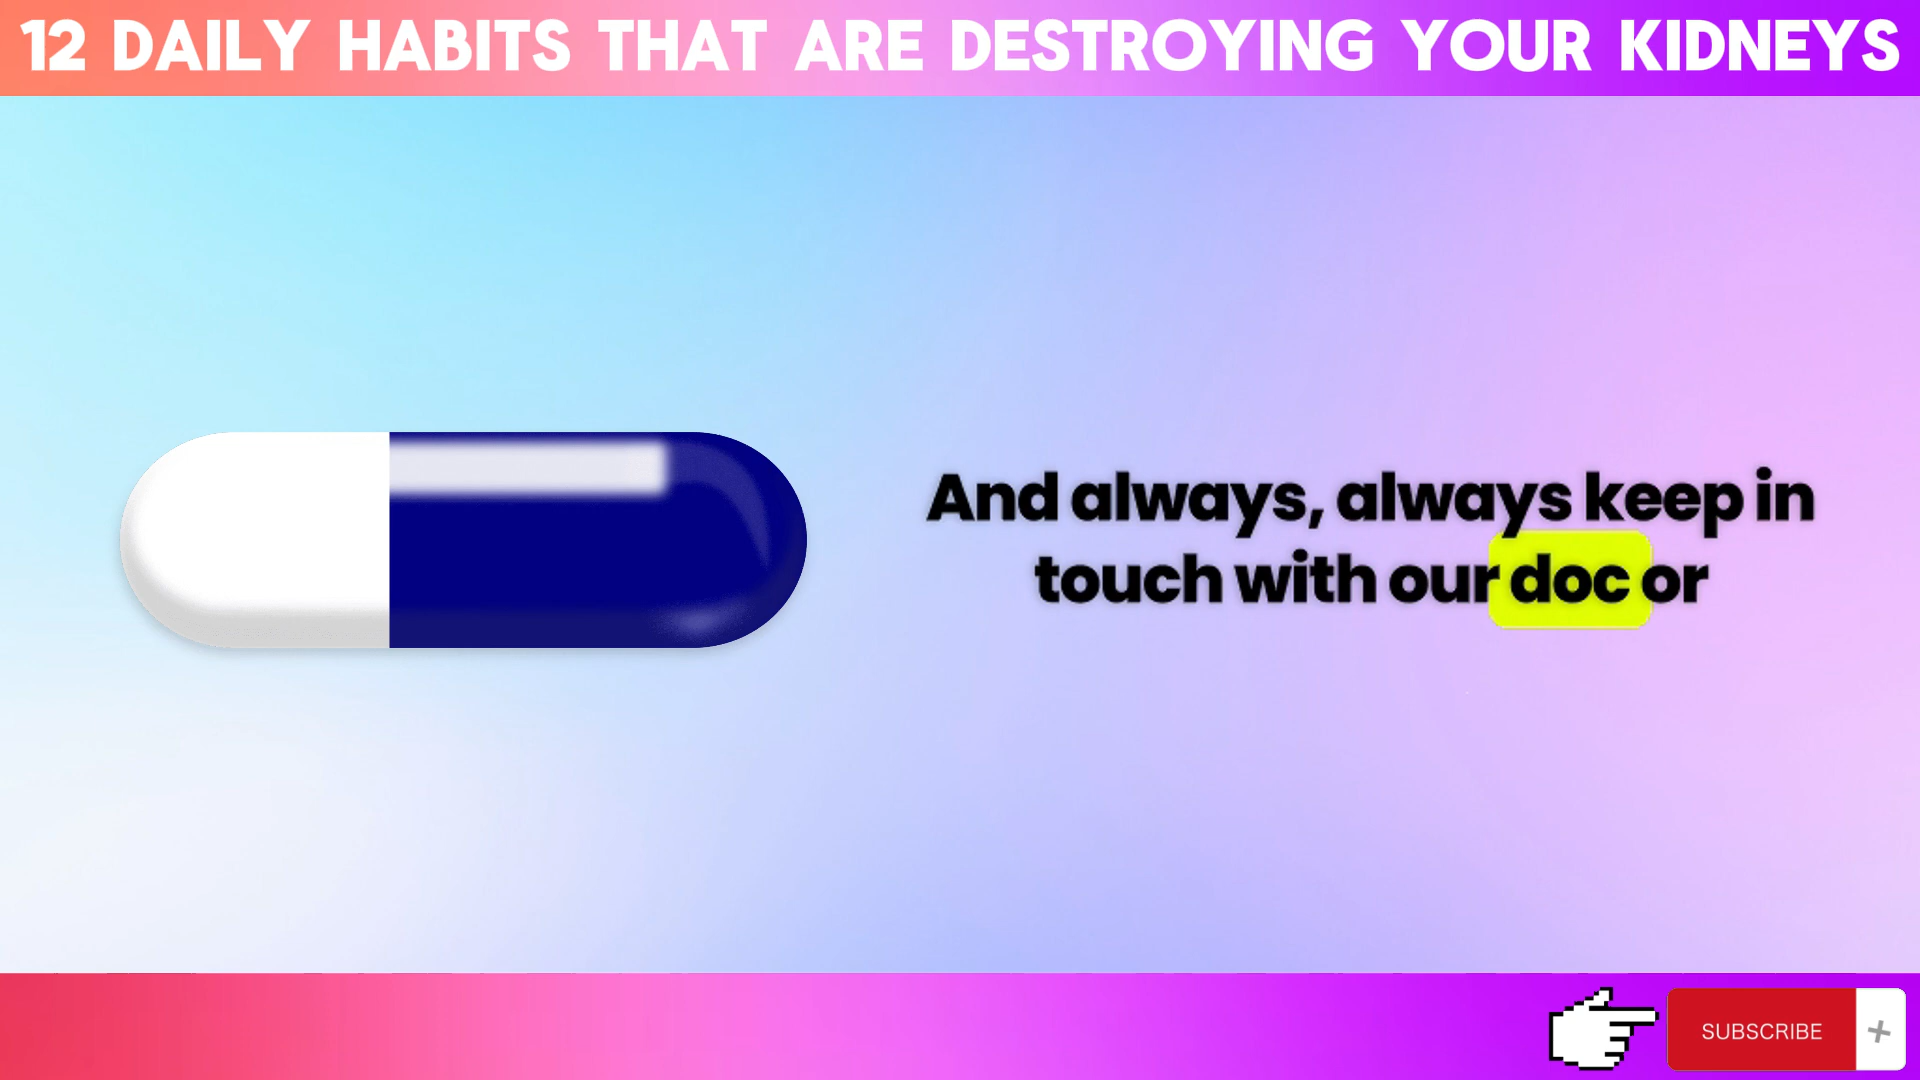 12 DAILY HABITS THAT ARE DESTROYING YOUR KIDNEYS
And always, always keep in
touch with our doc or
SUBSCRIBE +